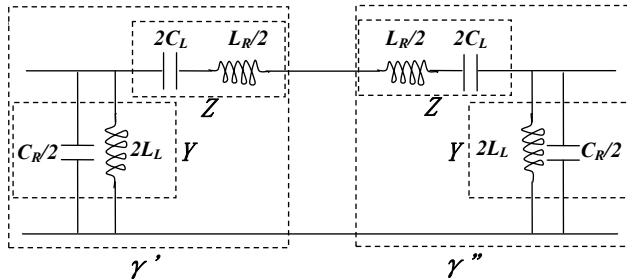 2C_L L_R/2 L_R/2 2C_L
Z Z
C_R/2 2L_L Y Y 2L_L C_R/2
γ' γ"